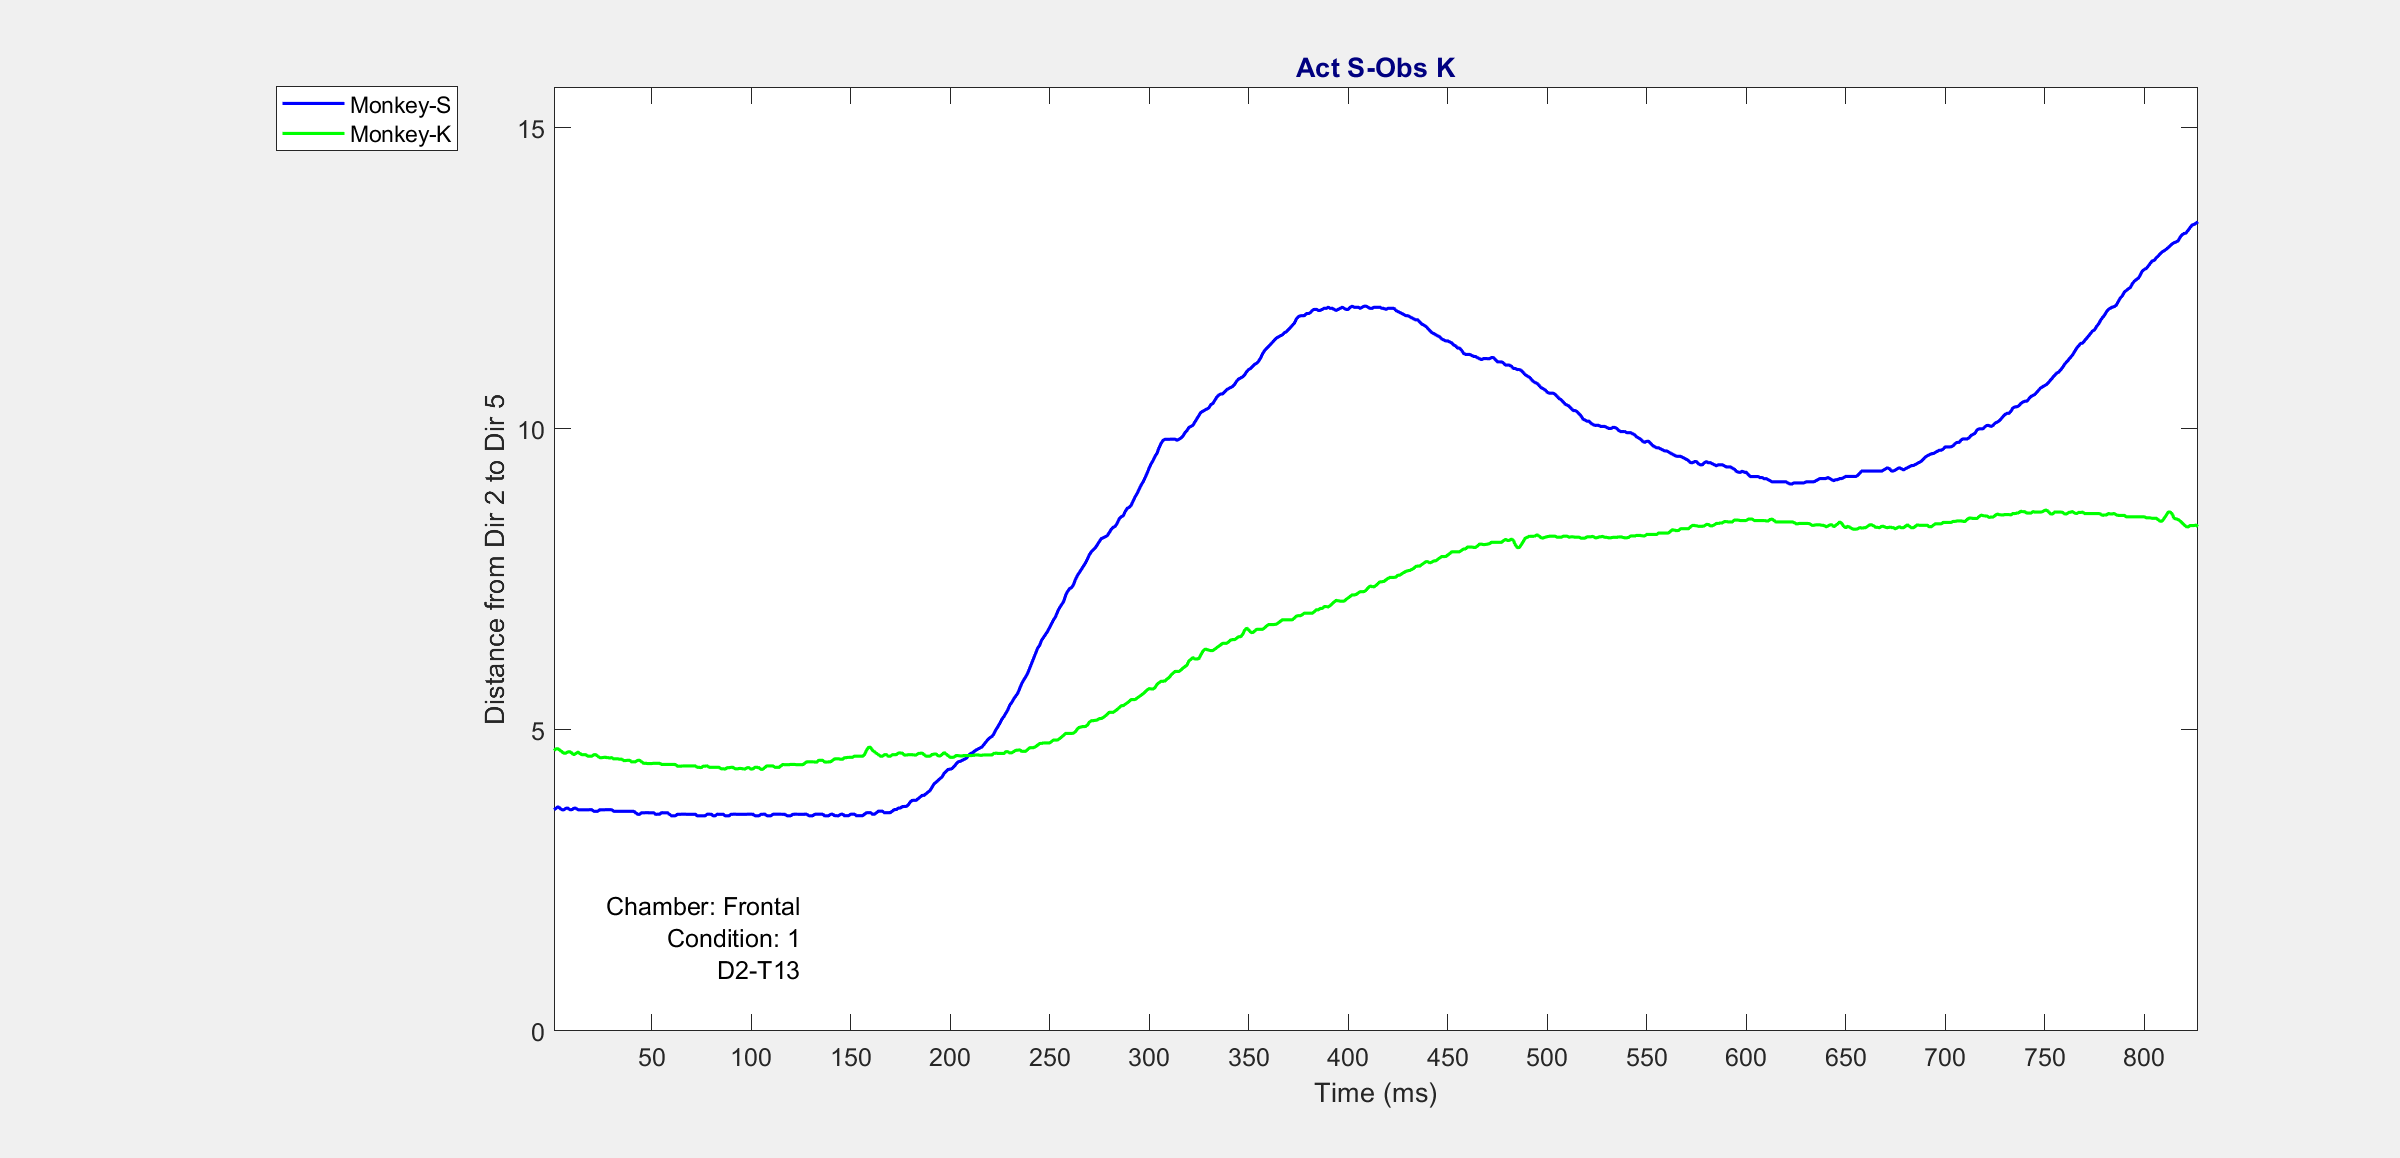 Act S-Obs K
Monkey-S
Monkey-K
15
10
5
0
Distance from Dir 2 to Dir 5
Chamber: Frontal
Condition: 1
D2-T13
50 100 150 200 250 300 350 400 450 500 550 600 650 700 750 800
Time (ms)